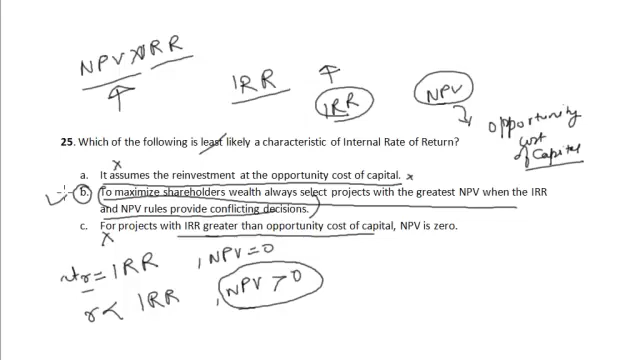 NPV IRR
IRR
IRR
NPV
opportunity
cost
of Capital
25. Which of the following is least likely a characteristic of Internal Rate of Return?
a. It assumes the reinvestment at the opportunity cost of capital. x
b. To maximize shareholders wealth always select projects with the greatest NPV when the IRR
and NPV rules provide conflicting decisions.
c. For projects with IRR greater than opportunity cost of capital, NPV is zero.
r = IRR , NPV = 0
r < IRR , NPV > 0